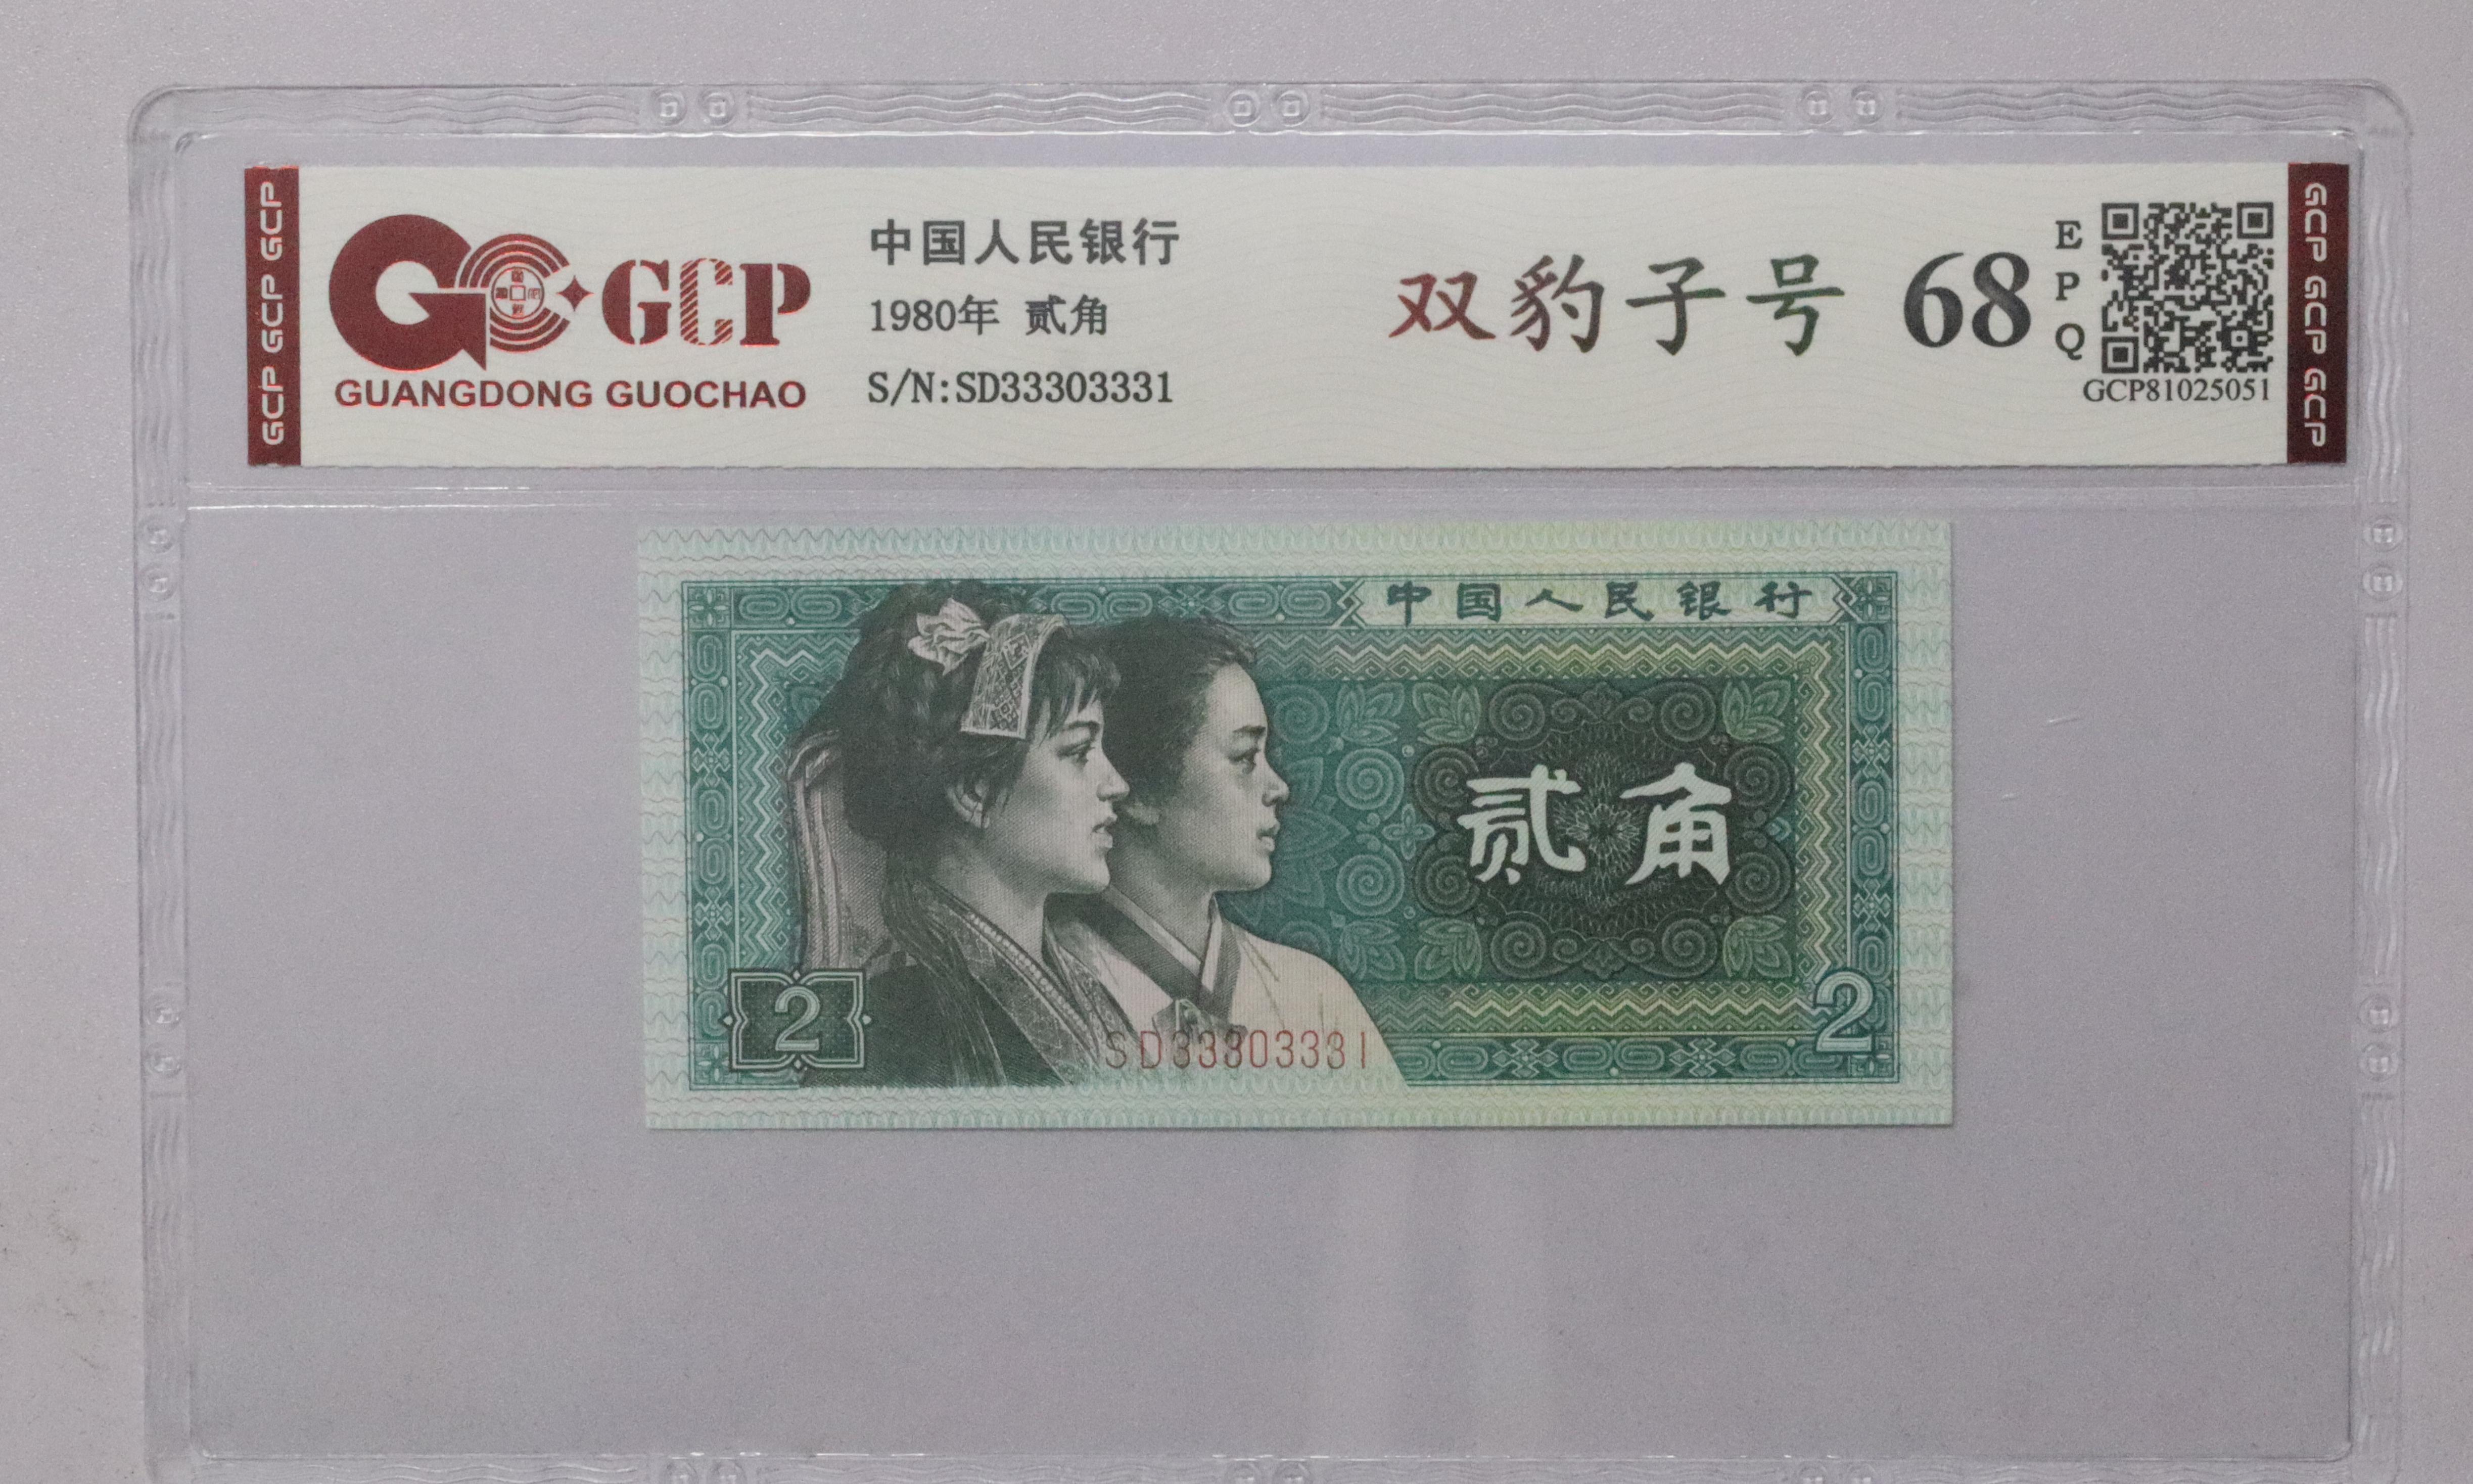 GCP GCP GCP
GCP
GUANGDONG GUOCHAO
中国人民银行
1980年 贰角
S/N:SD33303331
双豹子号
68
EPQ
GCP81025051
GCP GCP GCP
中国人民银行
贰角
2
SD33303331
2